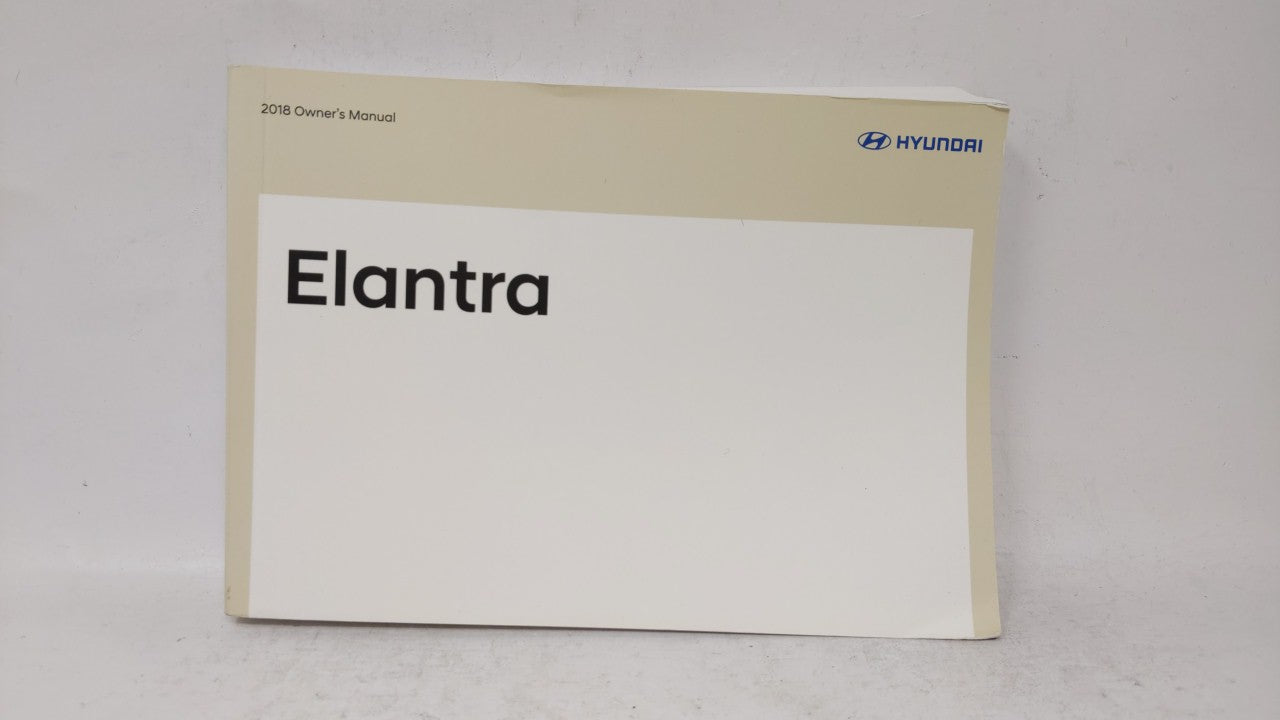 2018 Owner's Manual
HYUNDAI
Elantra